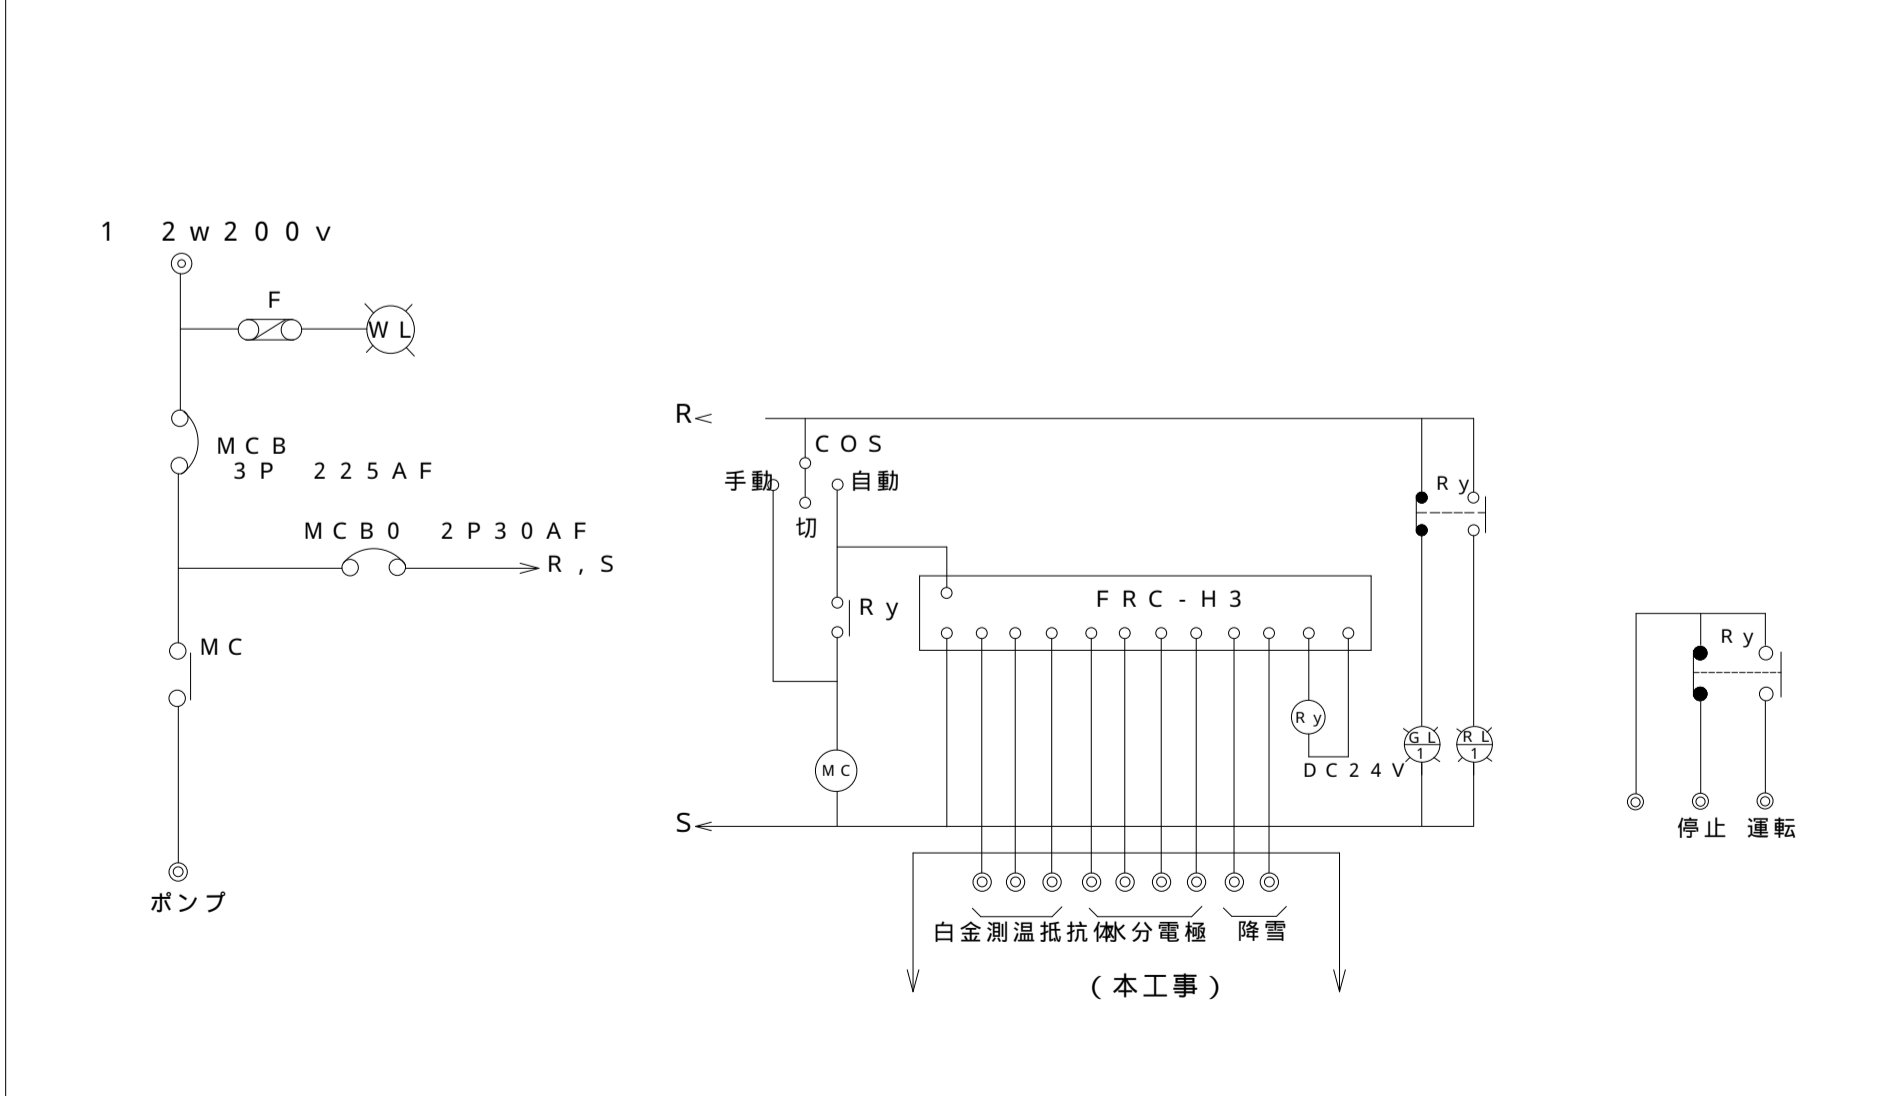 1 2w200v
F
WL
MCB
3P 225AF
MCB0 2P30AF
R,S
MC
ポンプ
R
COS
手動
自動
切
Ry
FRC-H3
Ry
MC
Ry
DC24V
GL
1
RL
1
S
白金測温抵抗体
水分電極
降雪
(本工事)
Ry
停止 運転